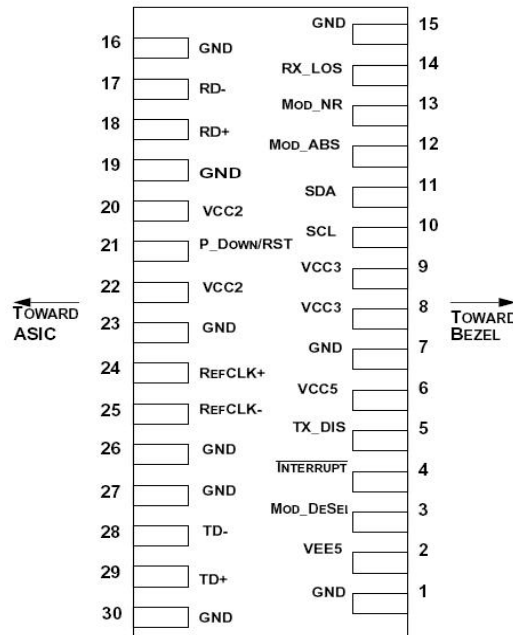 GND 15
16 GND
RX_LOS 14
17 RD-
MOD_NR 13
18 RD+
MOD_ABS 12
19 GND
SDA 11
20 VCC2
SCL 10
21 P_DOWN/RST
VCC3 9
22 VCC2
TOWARD
ASIC
VCC3 8
TOWARD
BEZEL
23 GND
GND 7
24 REFCLK+
VCC5 6
25 REFCLK-
TX_DIS 5
26 GND
INTERRUPT 4
27 GND
MOD_DESEL 3
28 TD-
VEE5 2
29 TD+
GND 1
30 GND